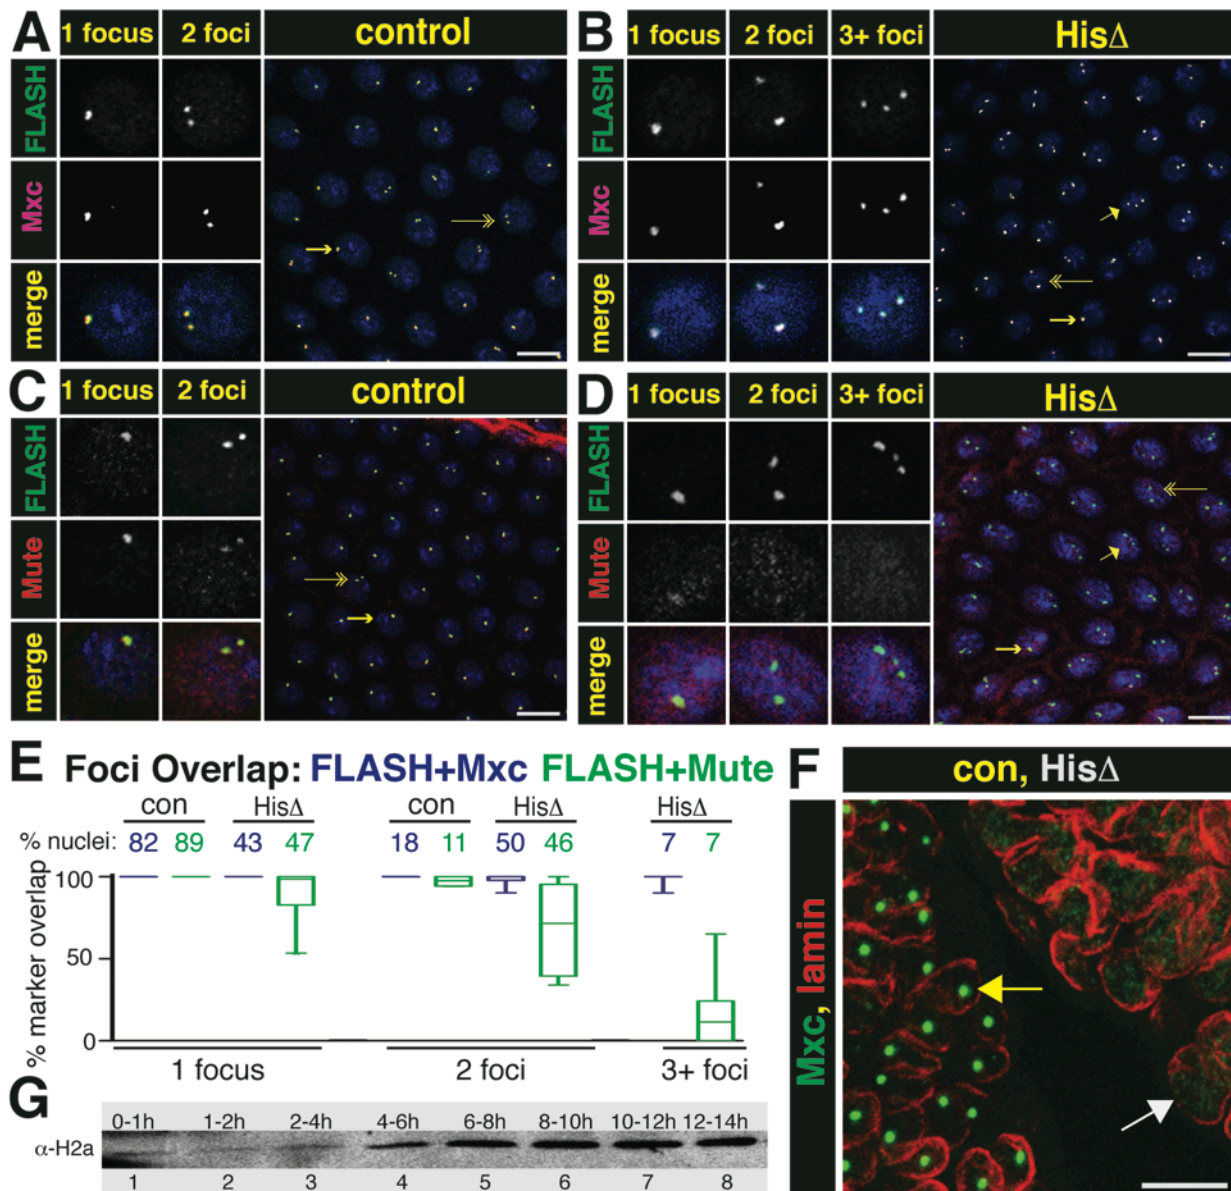 A
1 focus
2 foci
control
FLASH
Mxc
merge
B
1 focus
2 foci
3+ foci
HisΔ
FLASH
Mxc
merge
C
1 focus
2 foci
control
FLASH
Mute
merge
D
1 focus
2 foci
3+ foci
HisΔ
FLASH
Mute
merge
E Foci Overlap: FLASH+Mxc FLASH+Mute
con HisΔ con HisΔ HisΔ
% nuclei: 82 89 43 47 18 11 50 46 7 7
% marker overlap
100
50
0
1 focus 2 foci 3+ foci
F
con, HisΔ
Mxc, lamin
G
0-1h 1-2h 2-4h 4-6h 6-8h 8-10h 10-12h 12-14h
α-H2a
1 2 3 4 5 6 7 8